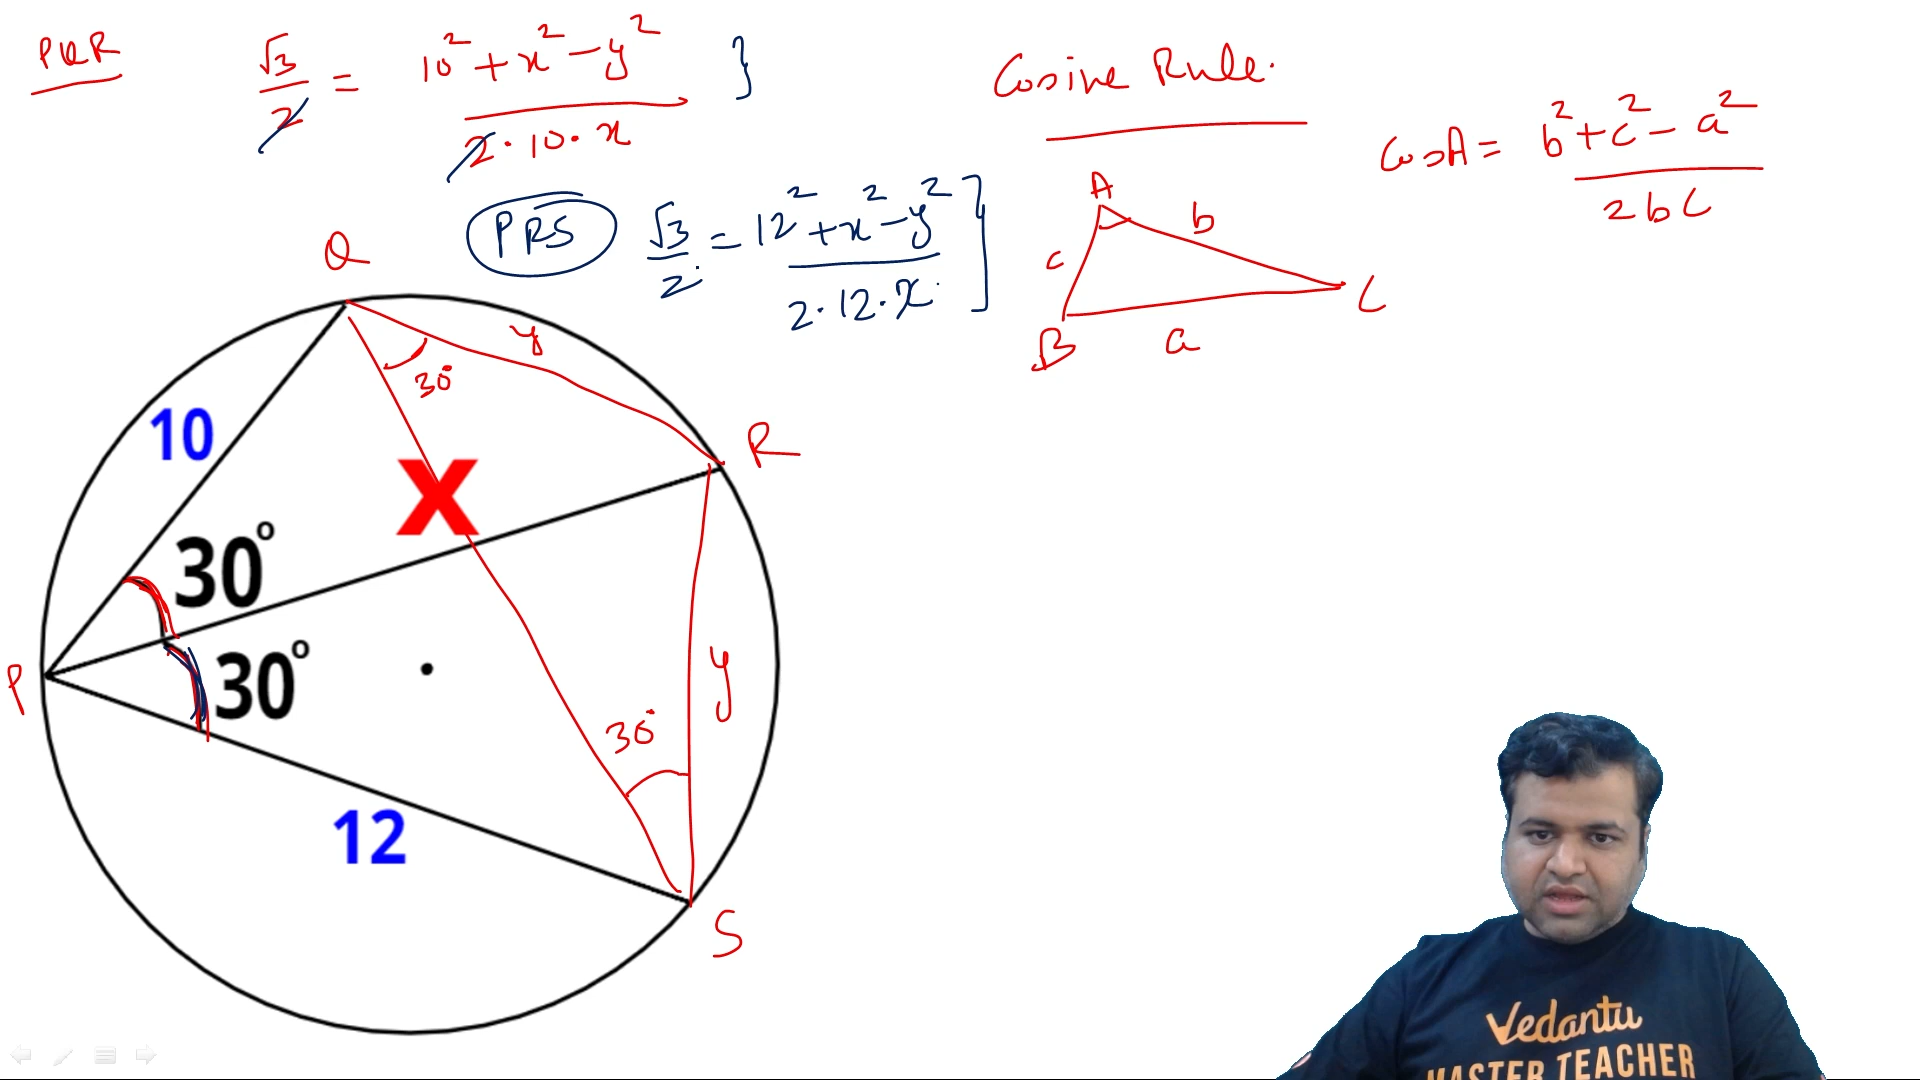 PQR
√3/2 = 10² + x² - y² / 2·10·x }
Cosine Rule.
CosA = b² + c² - a² / 2bc
PRS √3/2 = 12² + x² - y² / 2·12·x ]
A
b
c
B
a
C
Q
y
30°
10
R
X
30°
P
30°
y
30°
12
S
Vedantu
MASTER TEACHER